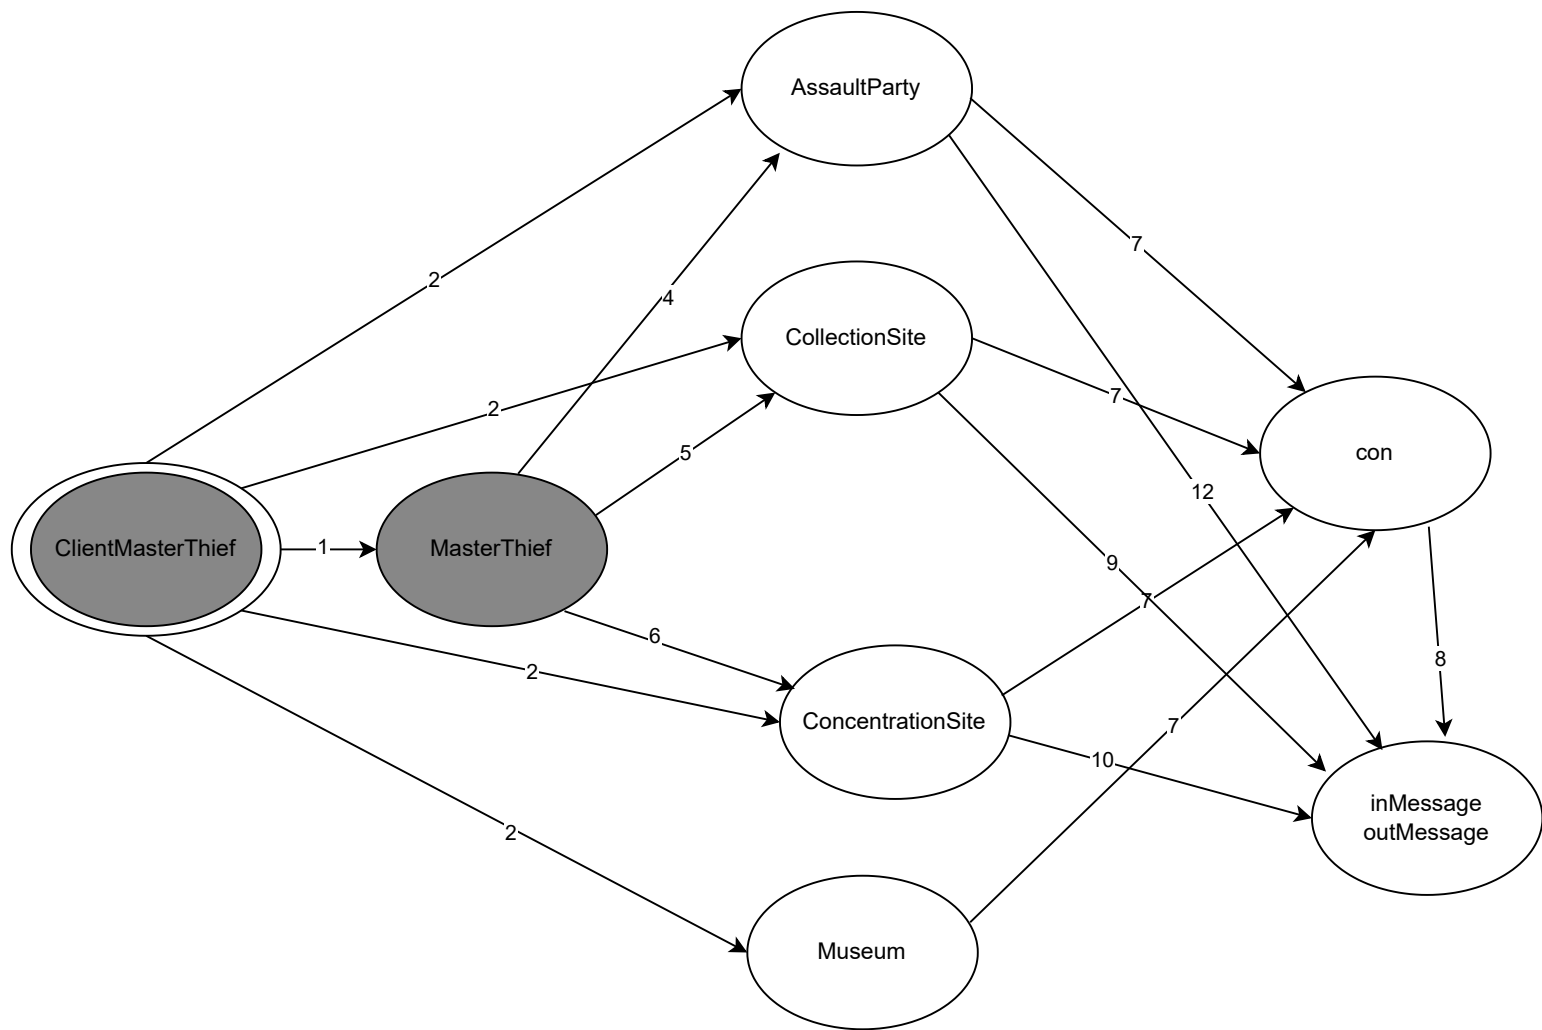 AssaultParty
7
2
4
CollectionSite
2
7
5
con
12
ClientMasterThief
1
MasterThief
9
7
6
2
8
ConcentrationSite
7
10
inMessage
outMessage
2
Museum